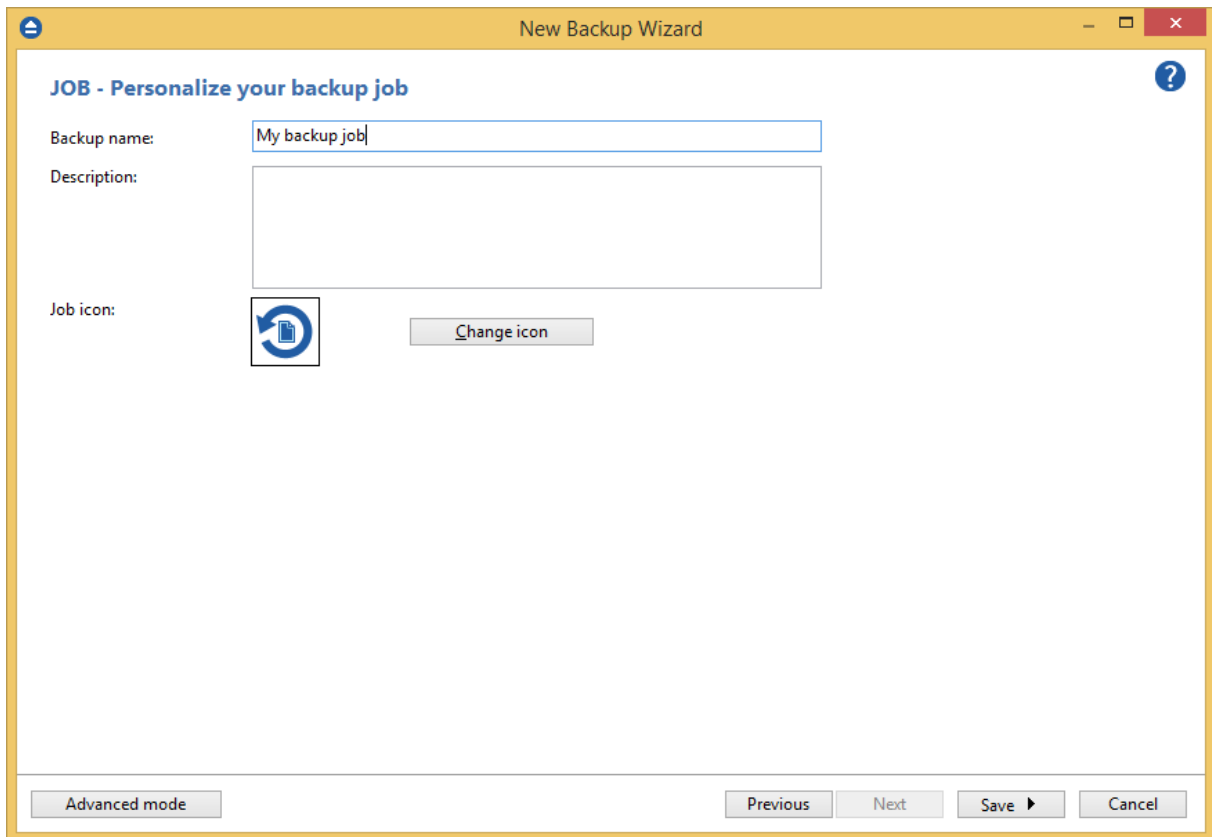 New Backup Wizard
JOB - Personalize your backup job
Backup name: My backup job
Description:
Job icon:
Change icon
Advanced mode Previous Next Save Cancel